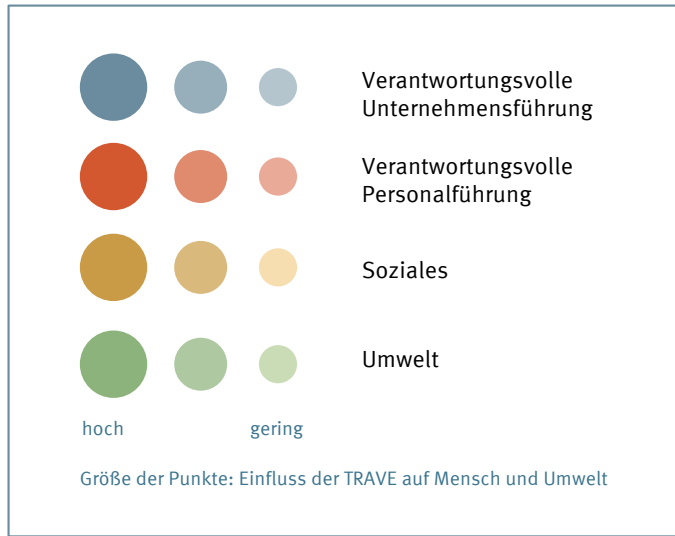 Verantwortungsvolle
Unternehmensführung
Verantwortungsvolle
Personalführung
Soziales
Umwelt
hoch gering
Größe der Punkte: Einfluss der TRAVE auf Mensch und Umwelt